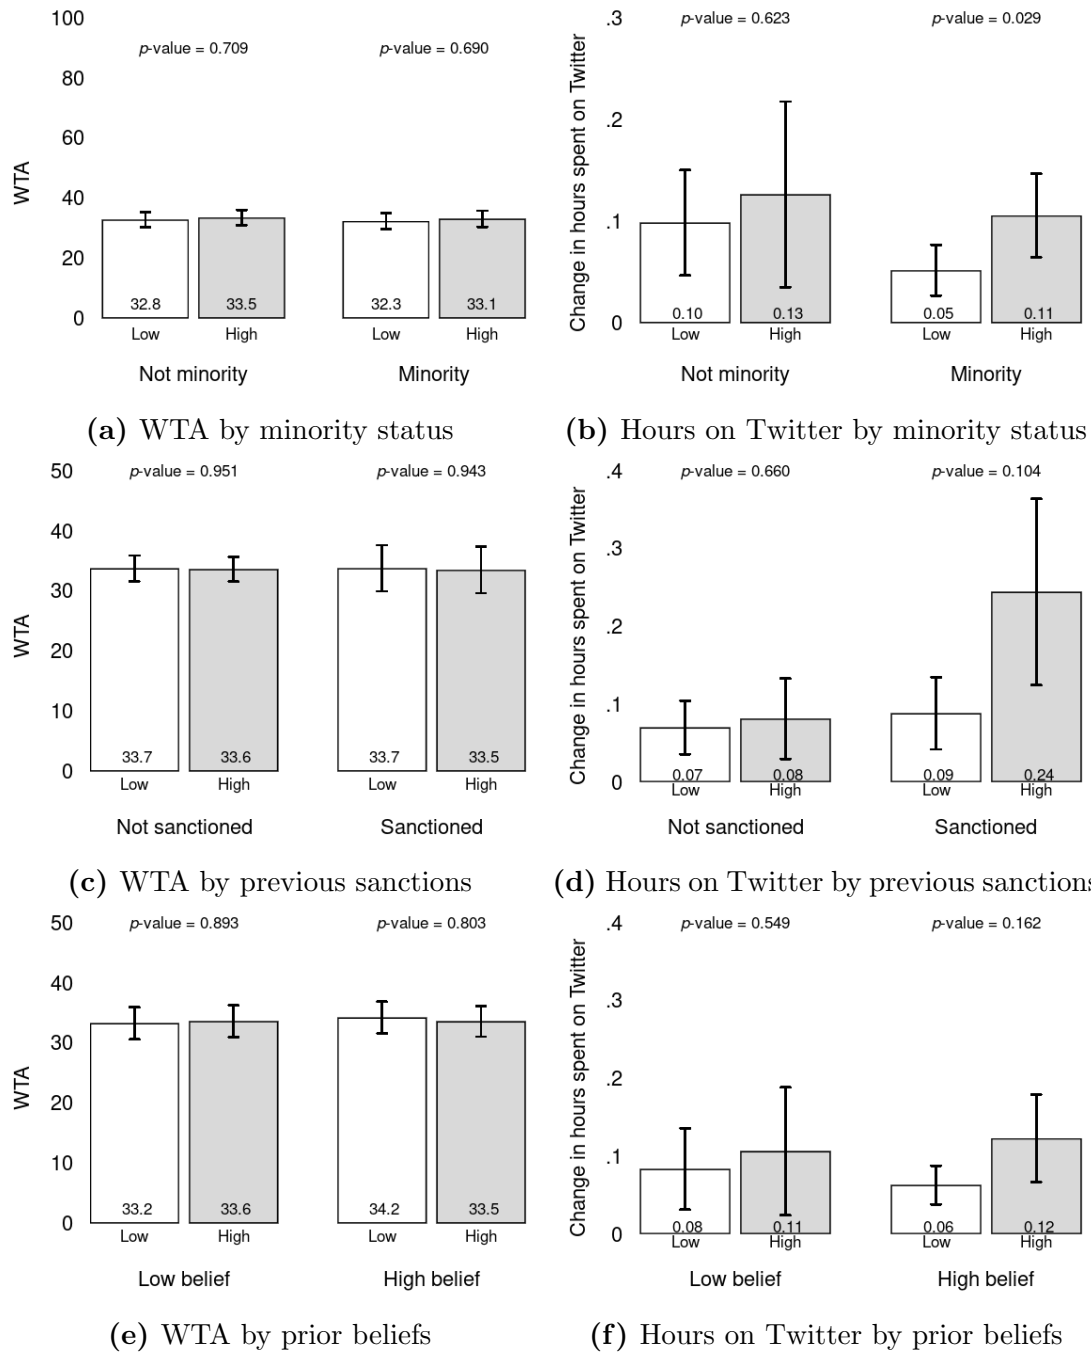 WTA
100
80
60
40
20
0
p-value = 0.709
p-value = 0.690
32.8
33.5
32.3
33.1
Low
High
Low
High
Not minority
Minority
(a) WTA by minority status
Change in hours spent on Twitter
.3
.2
.1
0
p-value = 0.623
p-value = 0.029
0.10
0.13
0.05
0.11
Low
High
Low
High
Not minority
Minority
(b) Hours on Twitter by minority status
WTA
50
40
30
20
10
0
p-value = 0.951
p-value = 0.943
33.7
33.6
33.7
33.5
Low
High
Low
High
Not sanctioned
Sanctioned
(c) WTA by previous sanctions
Change in hours spent on Twitter
.4
.3
.2
.1
0
p-value = 0.660
p-value = 0.104
0.07
0.08
0.09
0.24
Low
High
Low
High
Not sanctioned
Sanctioned
(d) Hours on Twitter by previous sanctions
WTA
50
40
30
20
10
0
p-value = 0.893
p-value = 0.803
33.2
33.6
34.2
33.5
Low
High
Low
High
Low belief
High belief
(e) WTA by prior beliefs
Change in hours spent on Twitter
.4
.3
.2
.1
0
p-value = 0.549
p-value = 0.162
0.08
0.11
0.06
0.12
Low
High
Low
High
Low belief
High belief
(f) Hours on Twitter by prior beliefs